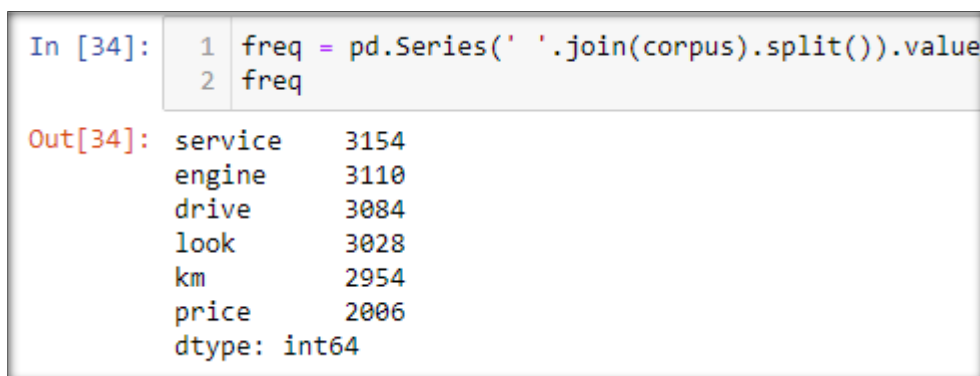 In [34]: 1 freq = pd.Series(' '.join(corpus).split()).value
2 freq
Out[34]: service 3154
engine 3110
drive 3084
look 3028
km 2954
price 2006
dtype: int64